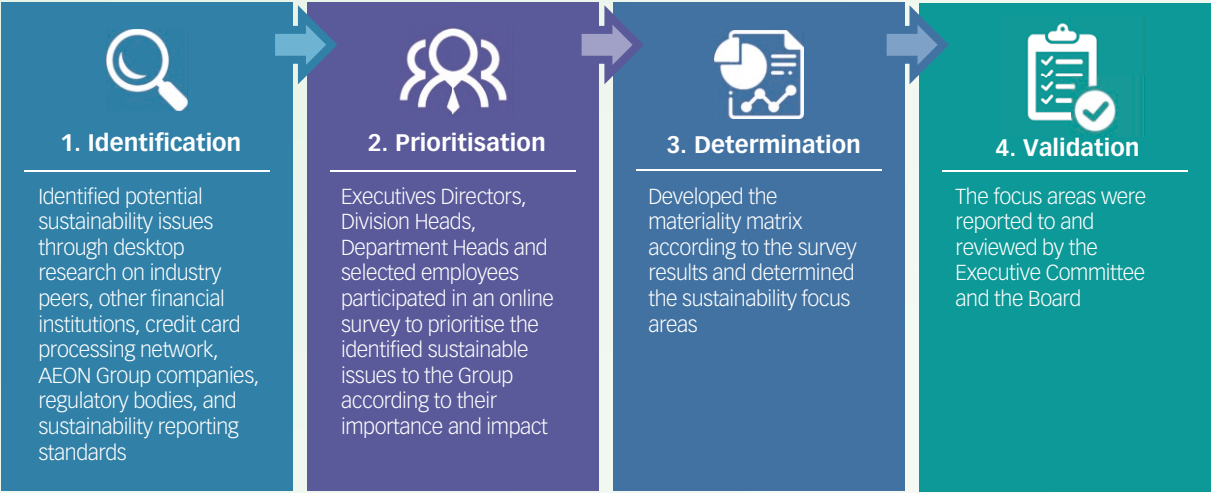 1. Identification
Identified potential
sustainability issues
through desktop
research on industry
peers, other financial
institutions, credit card
processing network,
AEON Group companies,
regulatory bodies, and
sustainability reporting
standards
2. Prioritisation
Executives Directors,
Division Heads,
Department Heads and
selected employees
participated in an online
survey to prioritise the
identified sustainable
issues to the Group
according to their
importance and impact
3. Determination
Developed the
materiality matrix
according to the survey
results and determined
the sustainability focus
areas
4. Validation
The focus areas were
reported to and
reviewed by the
Executive Committee
and the Board